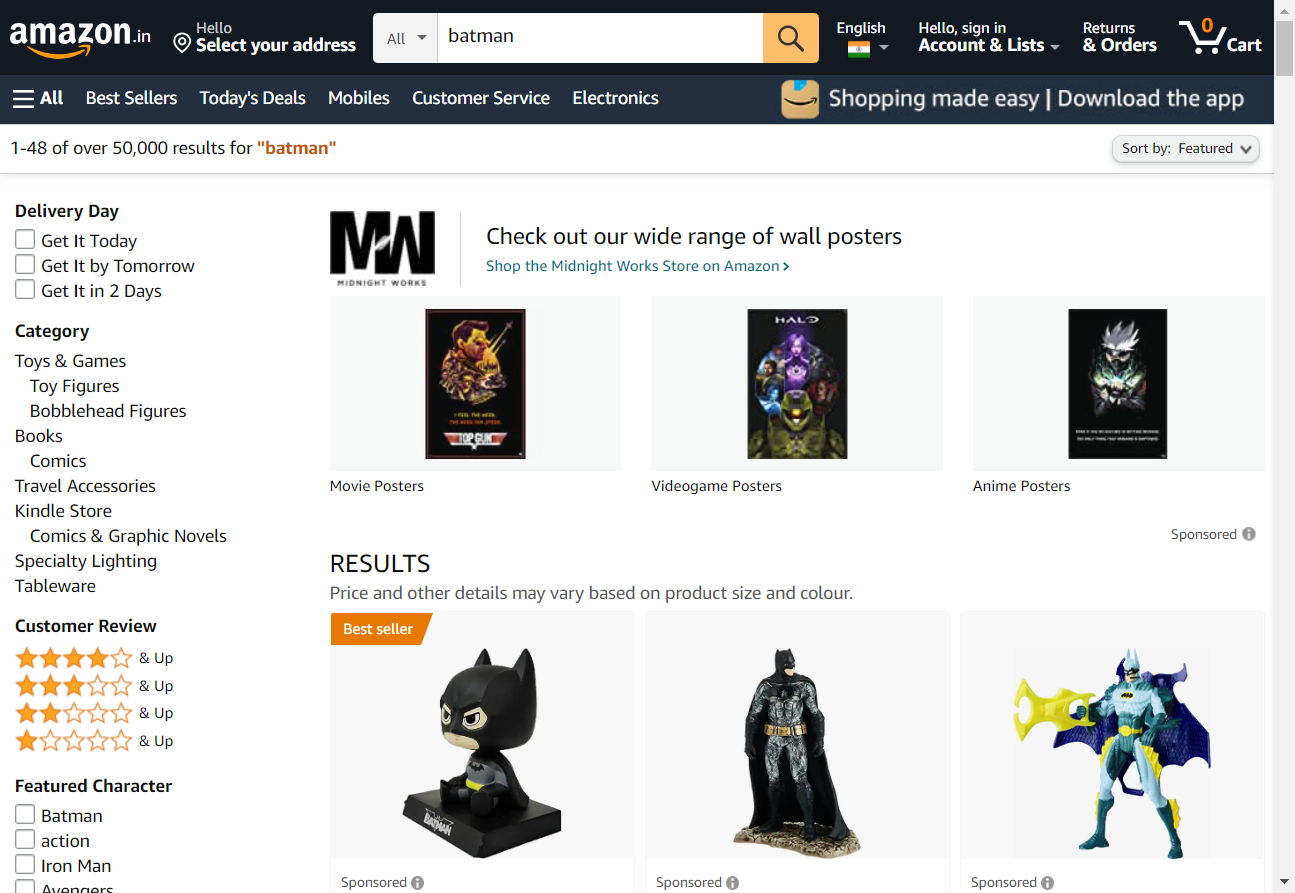 amazon.in
Hello
Select your address
All
batman
English
Hello, sign in
Account & Lists
Returns
& Orders
0
Cart
All
Best Sellers
Today's Deals
Mobiles
Customer Service
Electronics
Shopping made easy | Download the app
1-48 of over 50,000 results for "batman"
Sort by: Featured
Delivery Day
Get It Today
Get It by Tomorrow
Get It in 2 Days
Category
Toys & Games
Toy Figures
Bobblehead Figures
Books
Comics
Travel Accessories
Kindle Store
Comics & Graphic Novels
Specialty Lighting
Tableware
Customer Review
& Up
& Up
& Up
& Up
Featured Character
Batman
action
Iron Man
Avengers
MW
MIDNIGHT WORKS
Check out our wide range of wall posters
Shop the Midnight Works Store on Amazon
I FEEL THE NEED,
THE NEED FOR SPEED.
TOP GUN
HALO
Movie Posters
Videogame Posters
Anime Posters
Sponsored
RESULTS
Price and other details may vary based on product size and colour.
Best seller
BATMAN
Sponsored
Sponsored
Sponsored